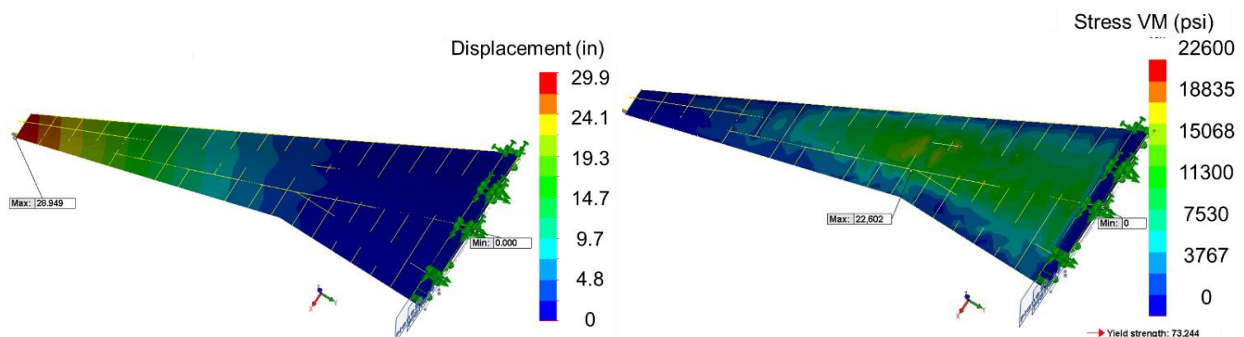 Displacement (in)
29.9
24.1
19.3
14.7
9.7
4.8
0
Max: 28.949
Min: 0.000
Stress VM (psi)
22600
18835
15068
11300
7530
3767
0
Max: 22,602
Min: 0
Yield strength: 73.244